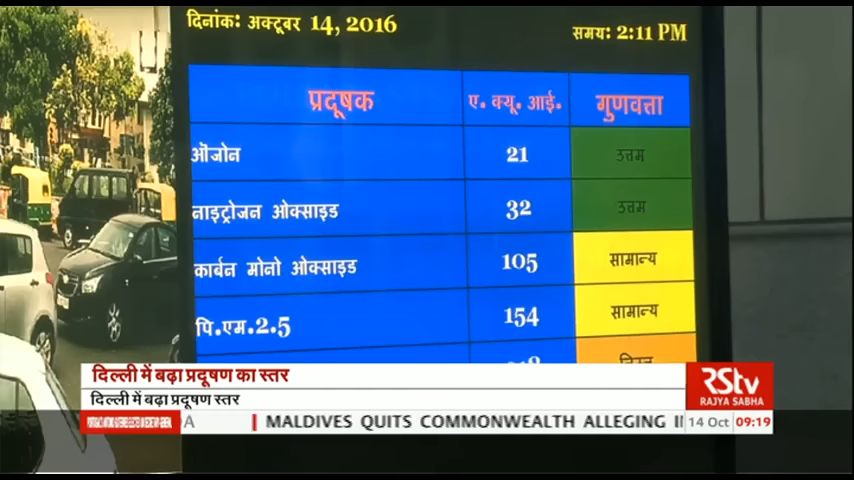 दिनांक: अक्टूबर 14, 2016
समय: 2:11 PM
प्रदूषक ए. क्यू. आई. गुणवत्ता
ऒजोन 21 उत्तम
नाइट्रोजन ओक्साइड 32 उत्तम
कार्बन मोनो ओक्साइड 105 सामान्य
पि.एम.2.5 154 सामान्य
दिल्ली में बढ़ा प्रदूषण का स्तर
दिल्ली में बढ़ा प्रदूषण स्तर
RStv
RAJYA SABHA
MALDIVES QUITS COMMONWEALTH ALLEGING
14 Oct 09:19